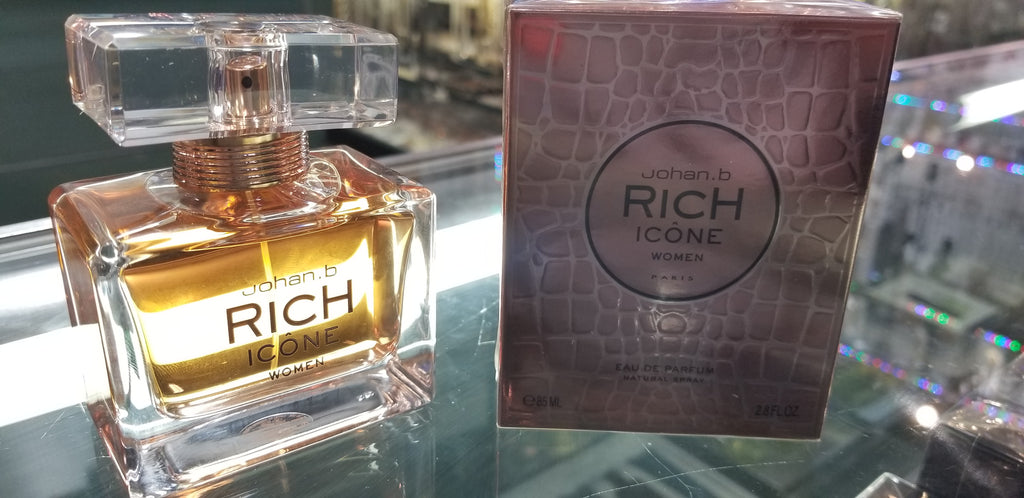 Johan.b
RICH
ICÔNE
WOMEN
Johan.b
RICH
ICÔNE
WOMEN
PARIS
EAU DE PARFUM
NATURAL SPRAY
℮ 85 ML
2.8 FL OZ